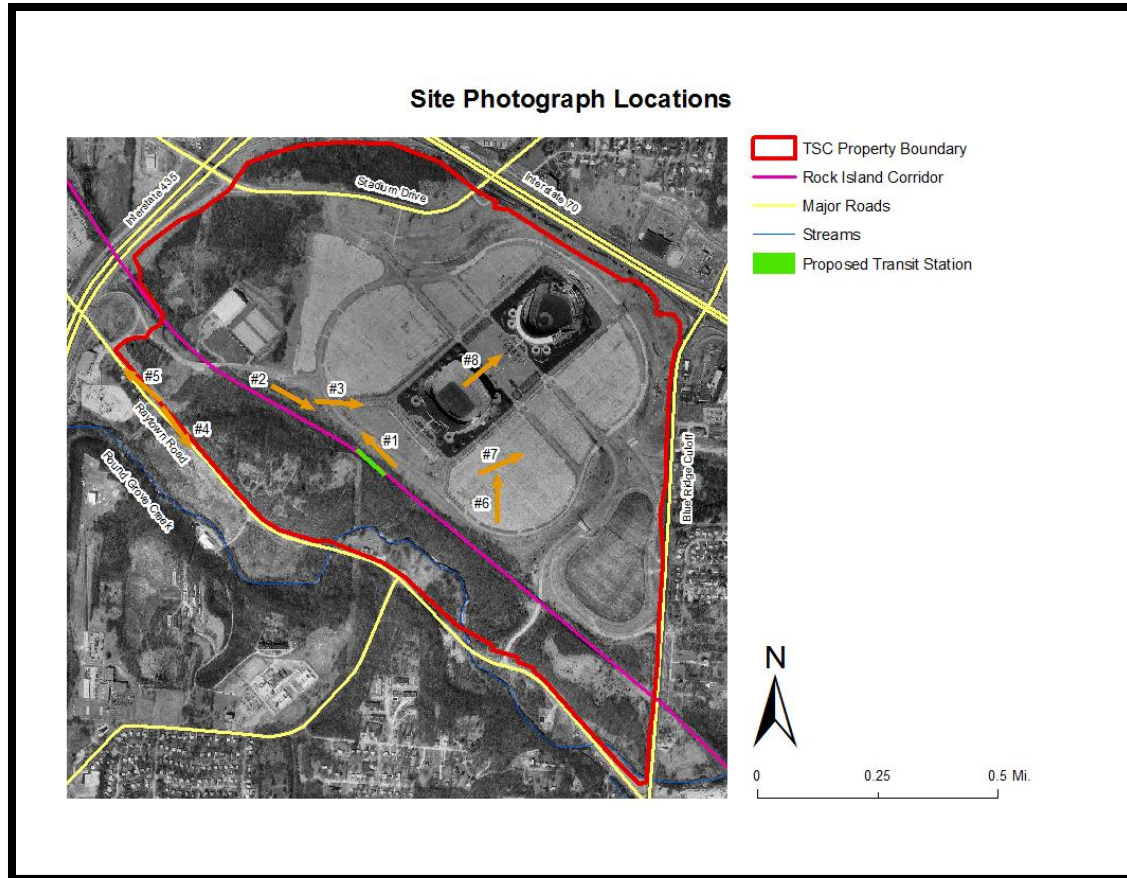 Site Photograph Locations
TSC Property Boundary
Rock Island Corridor
Major Roads
Streams
Proposed Transit Station
Interstate 435
Stadium Drive
Interstate 70
#8
#2
#3
#5
#1
#4
Raytown Road
#7
#6
Blue Ridge Cutoff
Round Grove Creek
N
0 0.25 0.5 Mi.